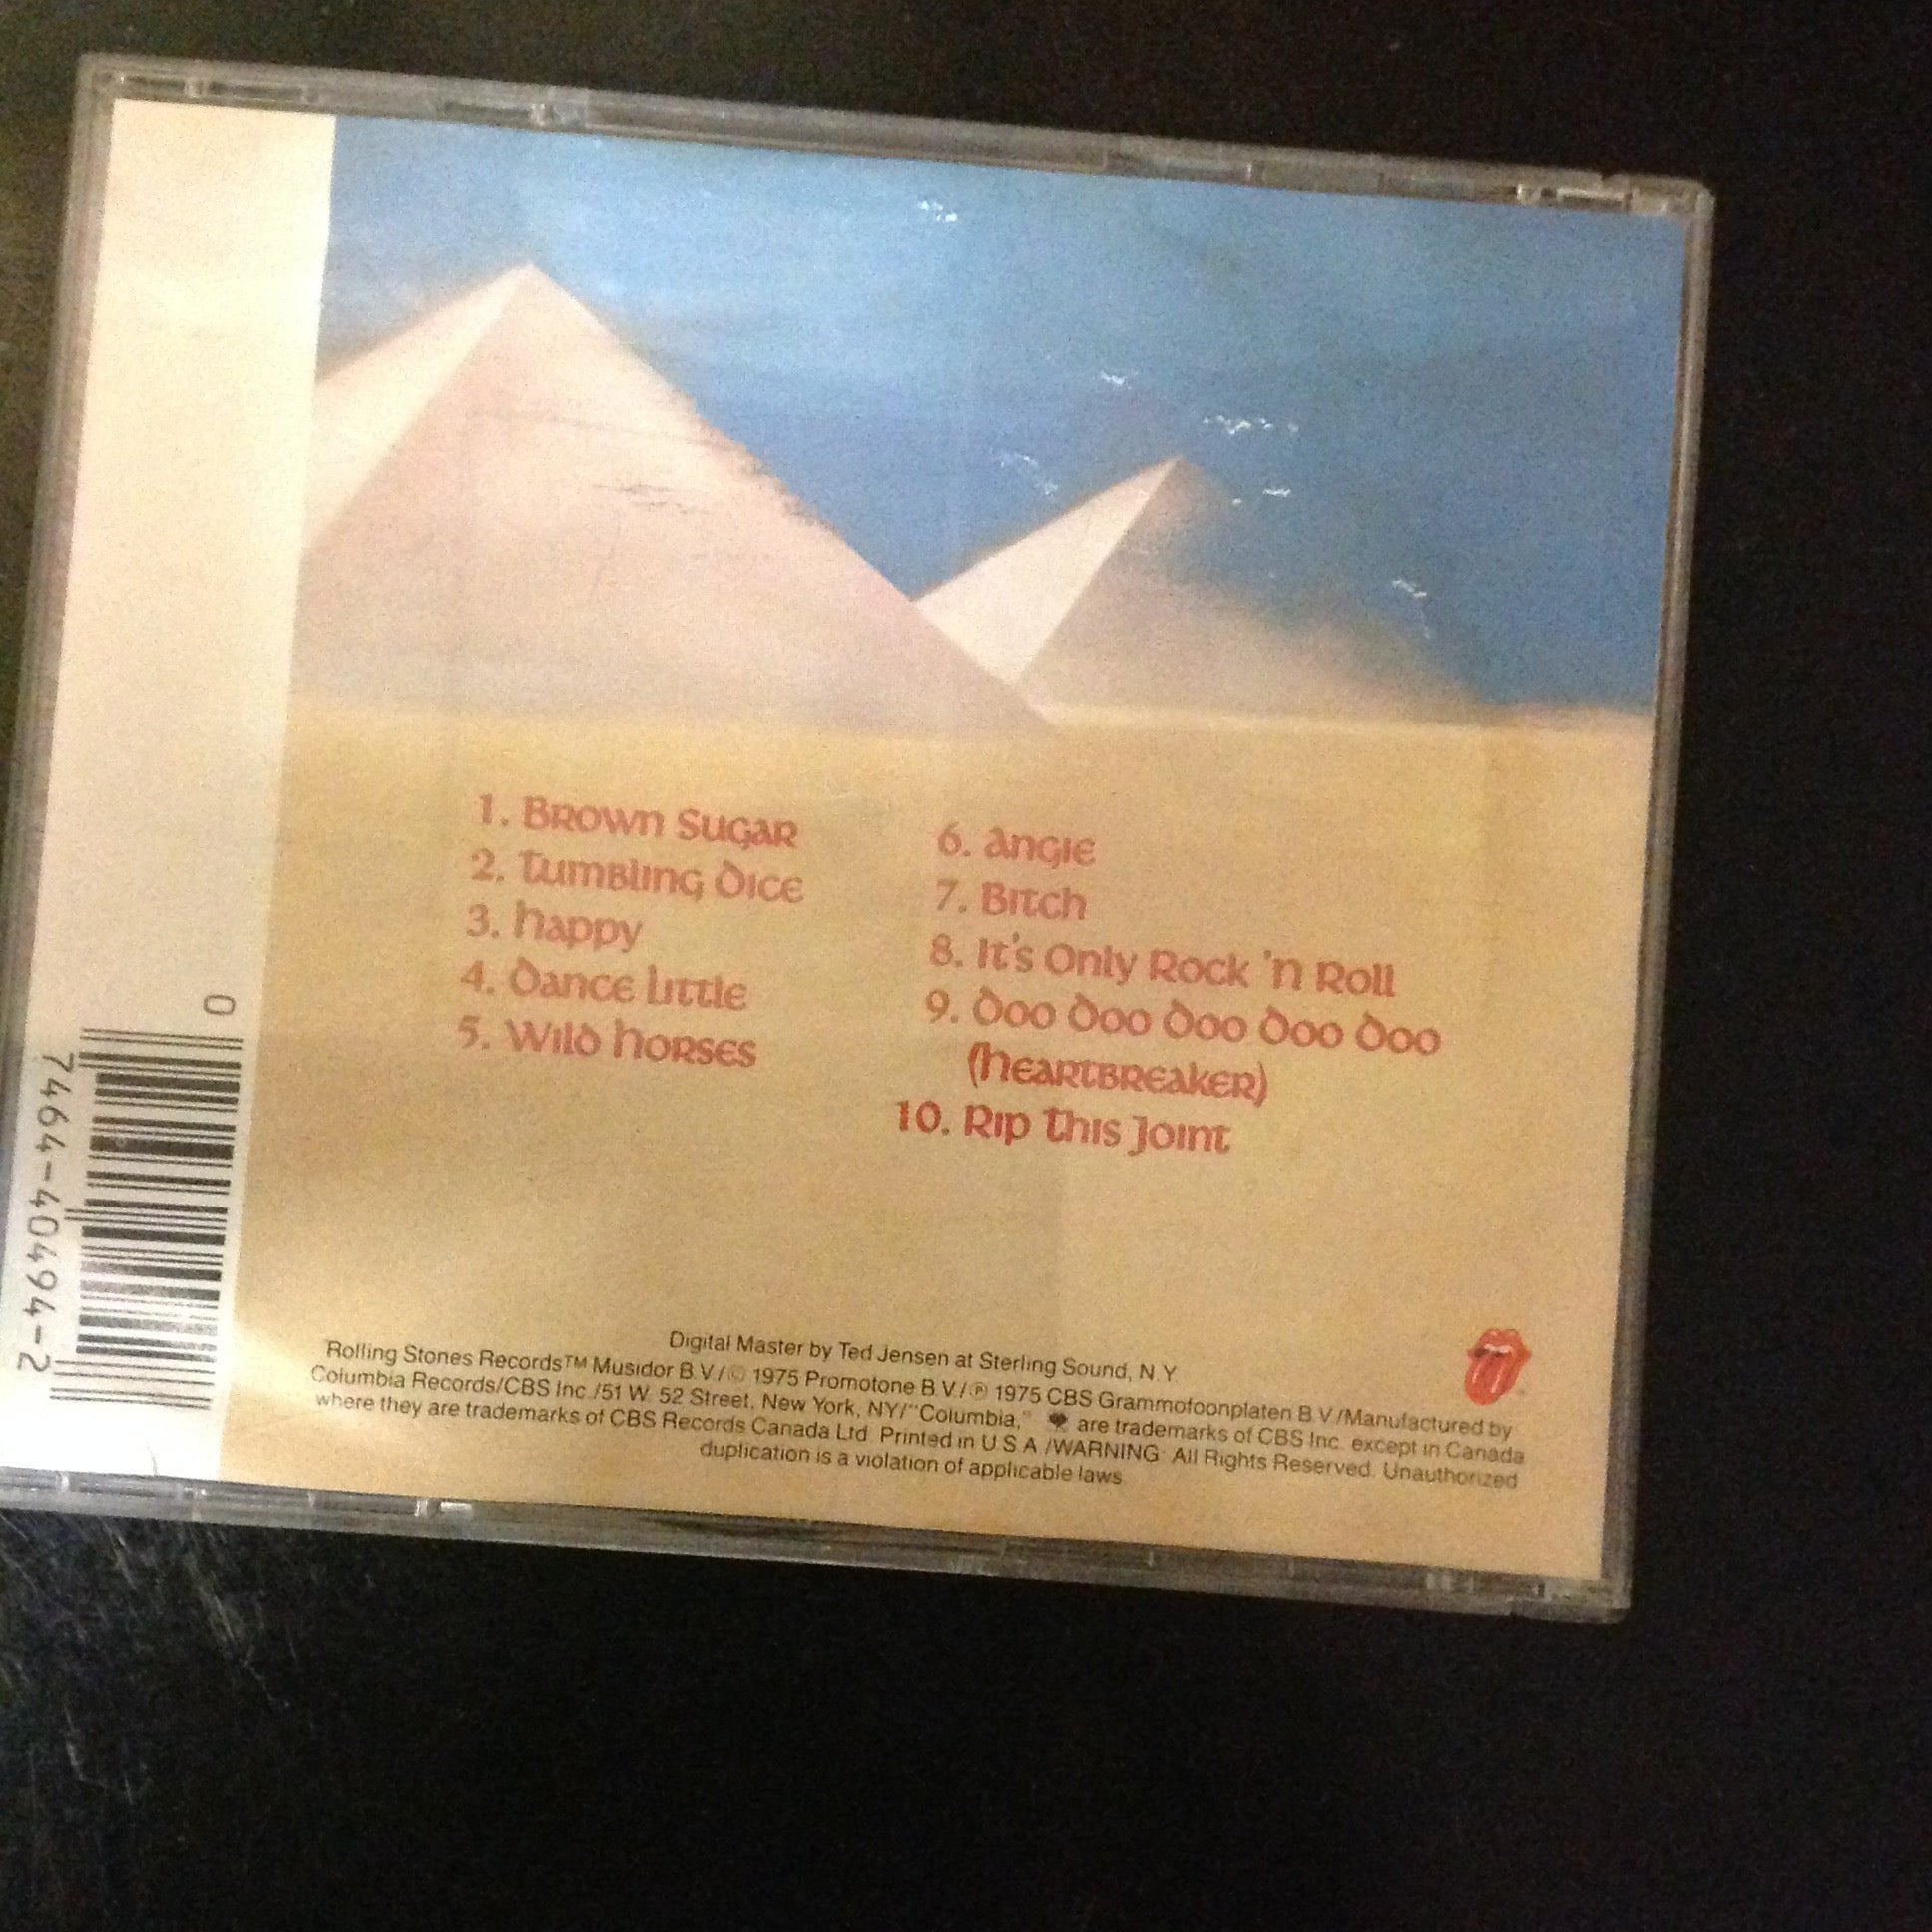 1. Brown Sugar
2. Tumbling Dice
3. Happy
4. Dance Little
5. Wild Horses
6. Angie
7. Bitch
8. It's Only Rock 'n Roll
9. Doo Doo Doo Doo Doo
(Heartbreaker)
10. Rip This Joint
0
7464-40494-2
Digital Master by Ted Jensen at Sterling Sound, N.Y.
Rolling Stones Records™ Musidor B.V./© 1975 Promotone B.V./℗ 1975 CBS Grammofoonplaten B.V./Manufactured by
Columbia Records/CBS Inc./51 W. 52 Street, New York, NY/"Columbia," are trademarks of CBS Inc. except in Canada
where they are trademarks of CBS Records Canada Ltd. Printed in U.S.A./WARNING: All Rights Reserved. Unauthorized
duplication is a violation of applicable laws.